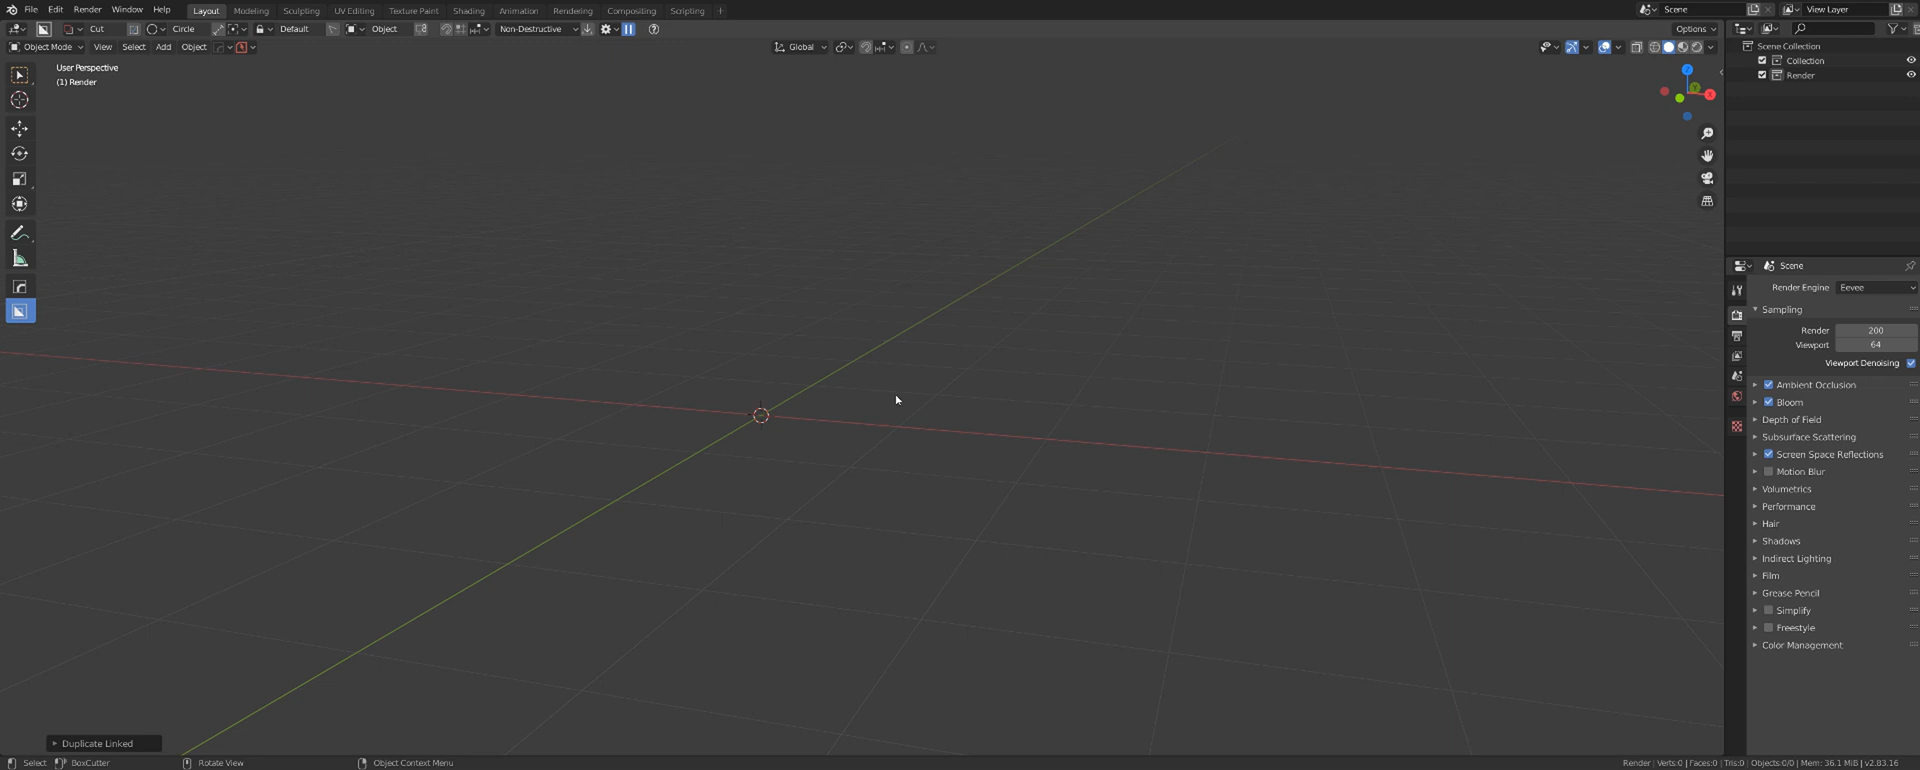 File Edit Render Window Help Layout Modeling Sculpting UV Editing Texture Paint Shading Animation Rendering Compositing Scripting + Scene View Layer
Cut Circle Default Object Non-Destructive Options
Object Mode View Select Add Object Global
User Perspective
(1) Render
Z
Y
X
Scene Collection
Collection
Render
Scene
Render Engine Eevee
Sampling
Render 200
Viewport 64
Viewport Denoising
Ambient Occlusion
Bloom
Depth of Field
Subsurface Scattering
Screen Space Reflections
Motion Blur
Volumetrics
Performance
Hair
Shadows
Indirect Lighting
Film
Grease Pencil
Simplify
Freestyle
Color Management
Duplicate Linked
Select BoxCutter Rotate View Object Context Menu Render | Verts:0 | Faces:0 | Tris:0 | Objects:0/0 | Mem: 36.1 MiB | v2.83.16